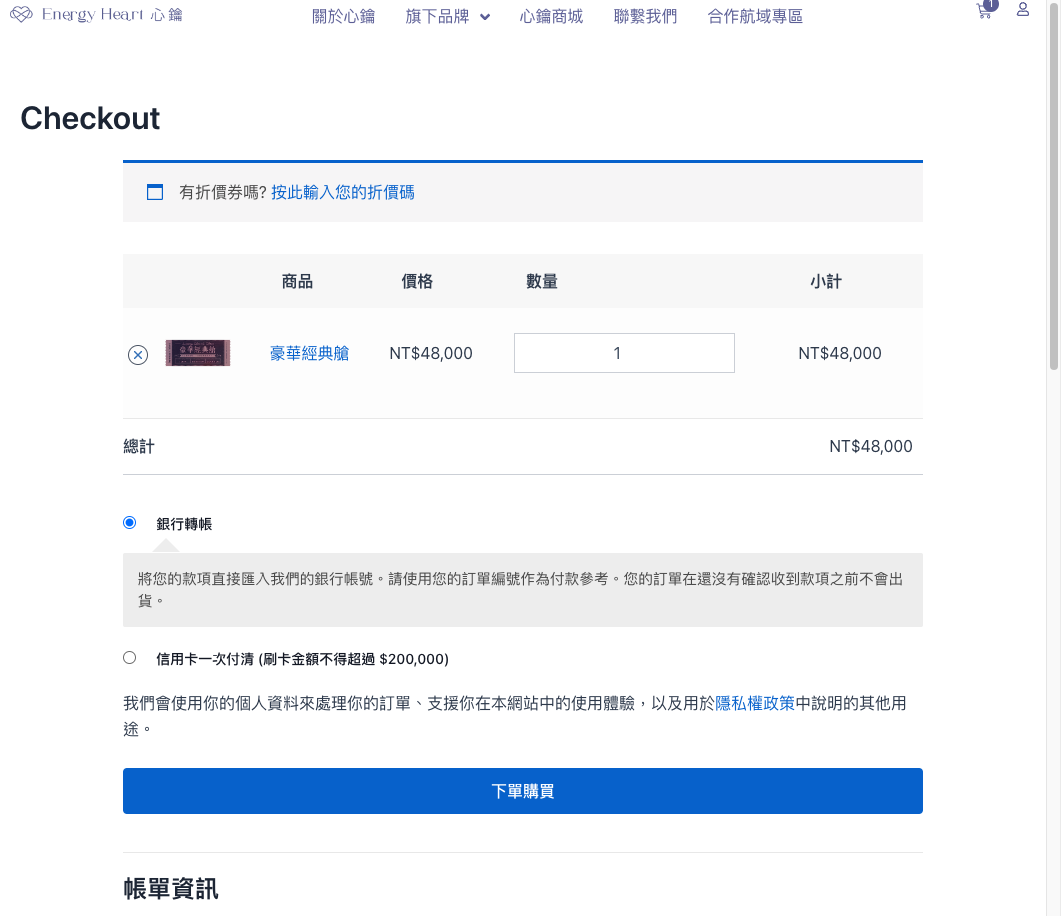 Energy Heart 心鑰
關於心鑰 旗下品牌 心鑰商城 聯繫我們 合作航域專區
1
Checkout
有折價券嗎? 按此輸入您的折價碼
商品 價格 數量 小計
豪華經典艙 NT$48,000 1 NT$48,000
豪華經典艙
總計 NT$48,000
銀行轉帳
將您的款項直接匯入我們的銀行帳號。請使用您的訂單編號作為付款參考。您的訂單在還沒有確認收到款項之前不會出
貨。
信用卡一次付清 (刷卡金額不得超過 $200,000)
我們會使用你的個人資料來處理你的訂單、支援你在本網站中的使用體驗，以及用於隱私權政策中說明的其他用
途。
下單購買
帳單資訊